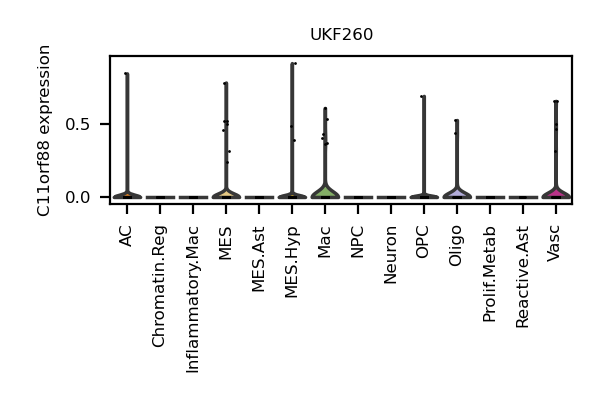 UKF260
C11orf88 expression
0.5
0.0
AC
Chromatin.Reg
Inflammatory.Mac
MES
MES.Ast
MES.Hyp
Mac
NPC
Neuron
OPC
Oligo
Prolif.Metab
Reactive.Ast
Vasc